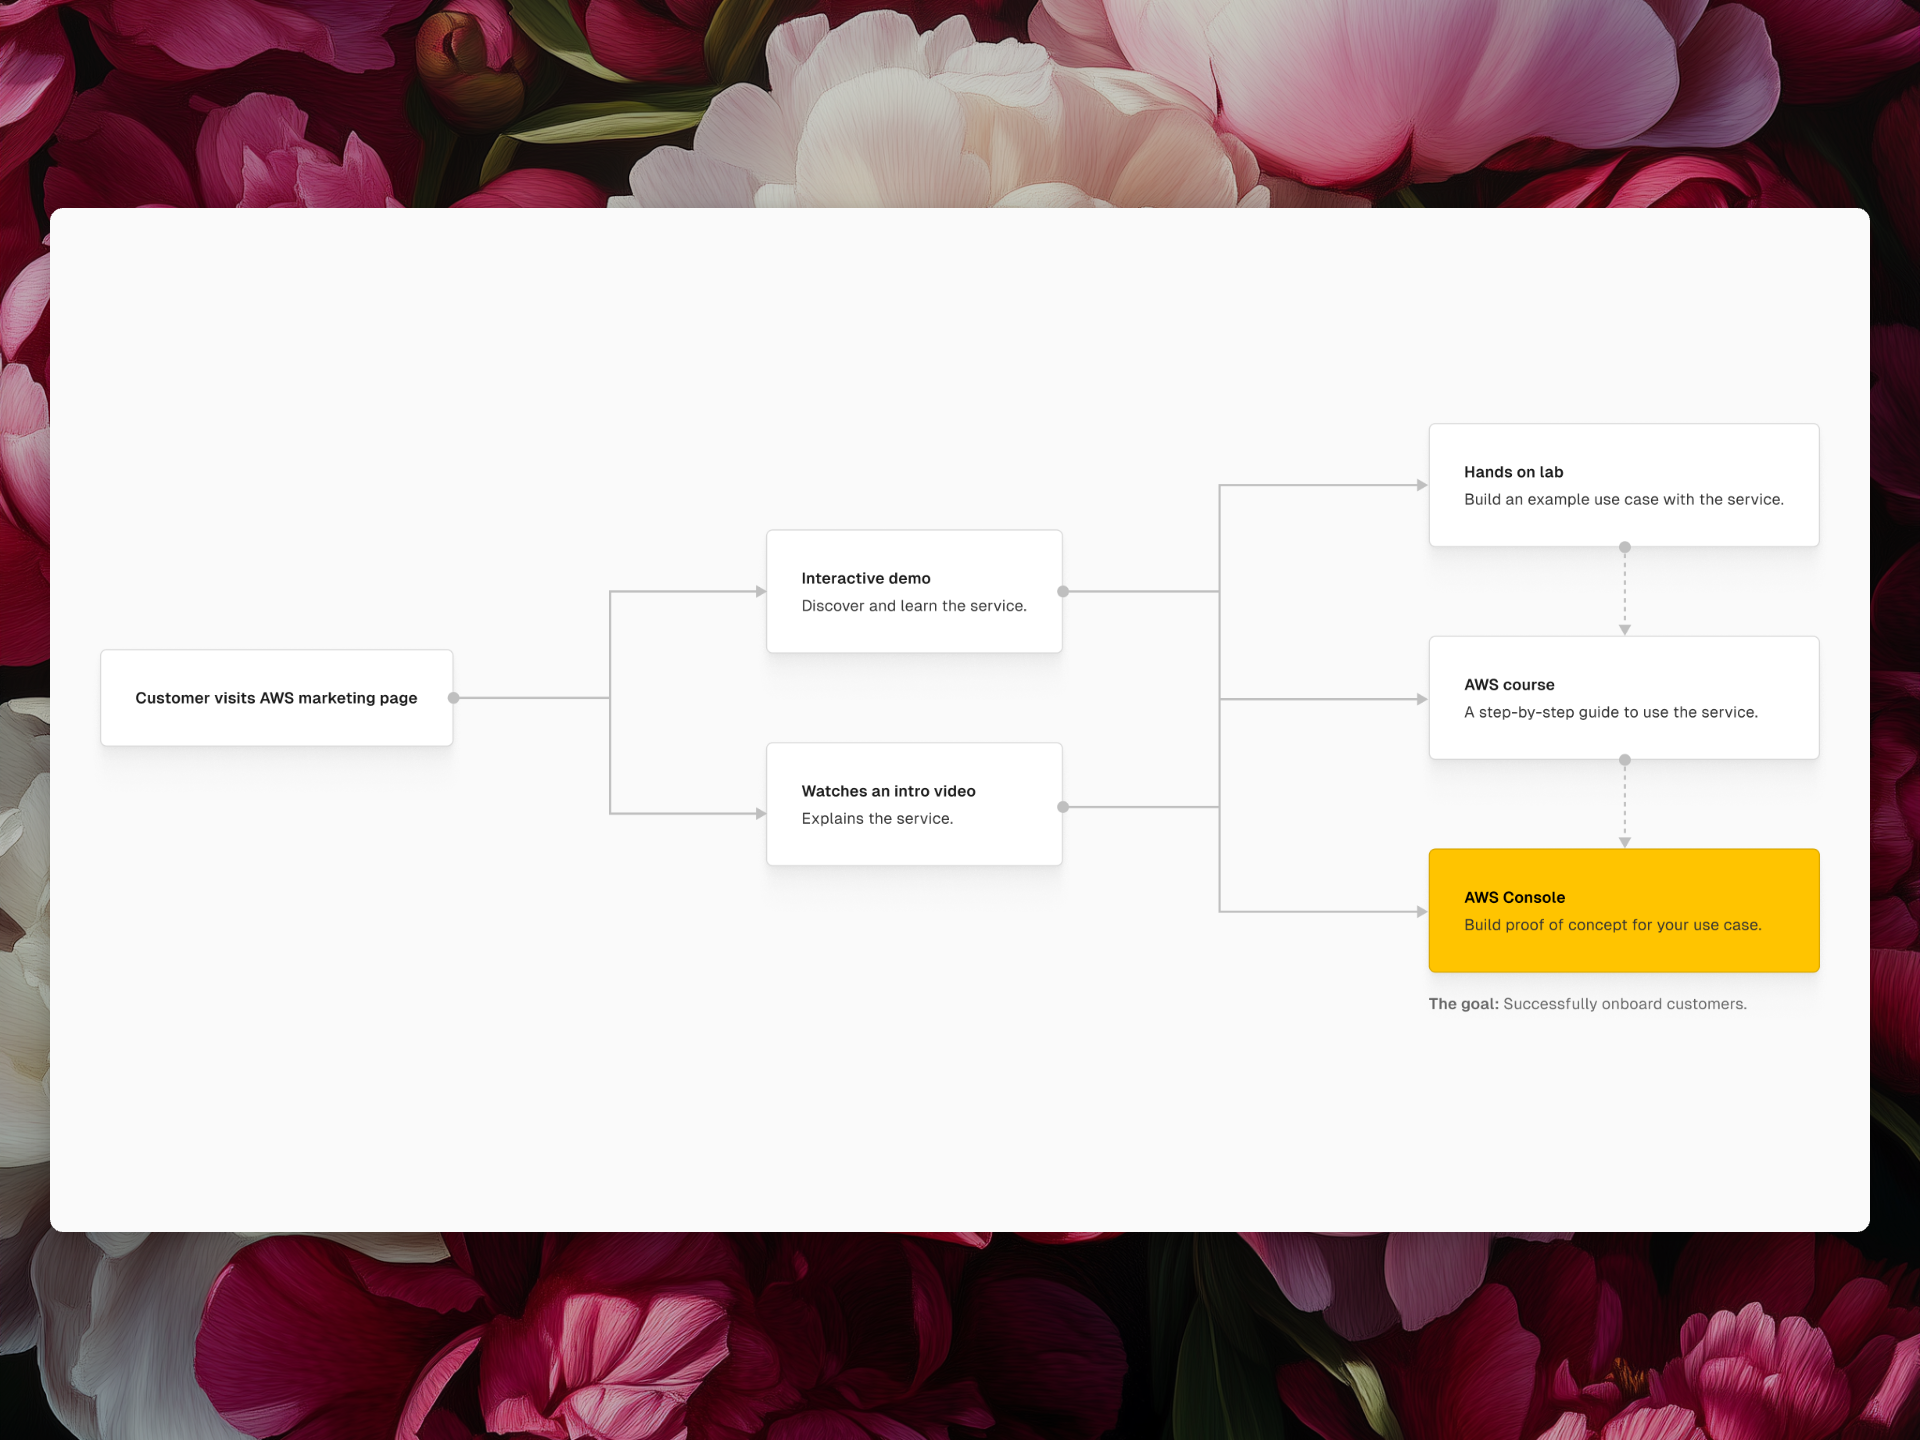 Customer visits AWS marketing page
Interactive demo
Discover and learn the service.
Watches an intro video
Explains the service.
Hands on lab
Build an example use case with the service.
AWS course
A step-by-step guide to use the service.
AWS Console
Build proof of concept for your use case.
The goal: Successfully onboard customers.